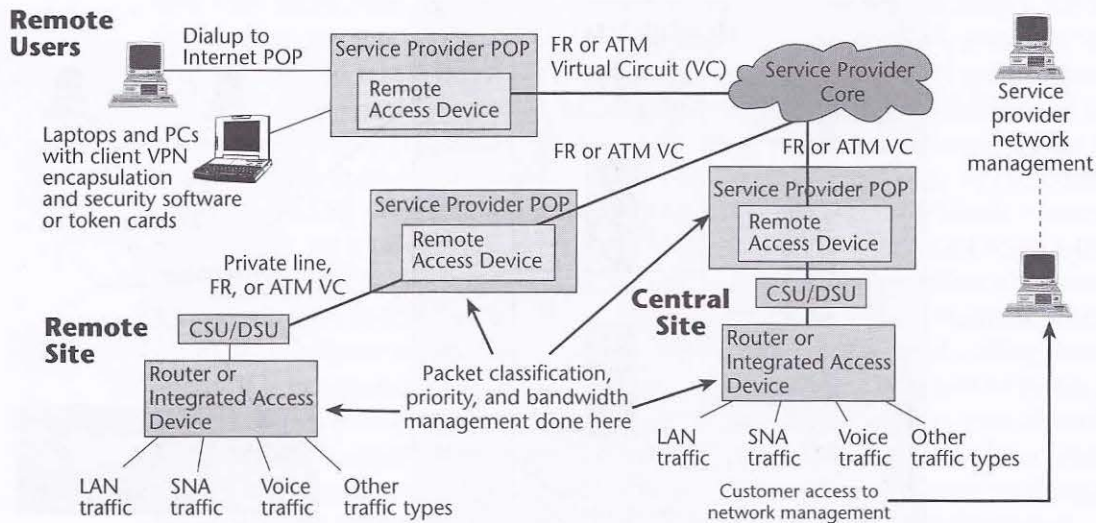 Remote
Users
Dialup to
Internet POP
Service Provider POP
Remote
Access Device
FR or ATM
Virtual Circuit (VC)
Service Provider
Core
Service
provider
network
management
Laptops and PCs
with client VPN
encapsulation
and security software
or token cards
FR or ATM VC
FR or ATM VC
Service Provider POP
Remote
Access Device
Service Provider POP
Remote
Access Device
Private line,
FR, or ATM VC
Remote
Site
CSU/DSU
Router or
Integrated Access
Device
LAN
traffic
SNA
traffic
Voice
traffic
Other
traffic types
Packet classification,
priority, and bandwidth
management done here
Central
Site
CSU/DSU
Router or
Integrated Access
Device
LAN
traffic
SNA
traffic
Voice
traffic
Other
traffic types
Customer access to
network management